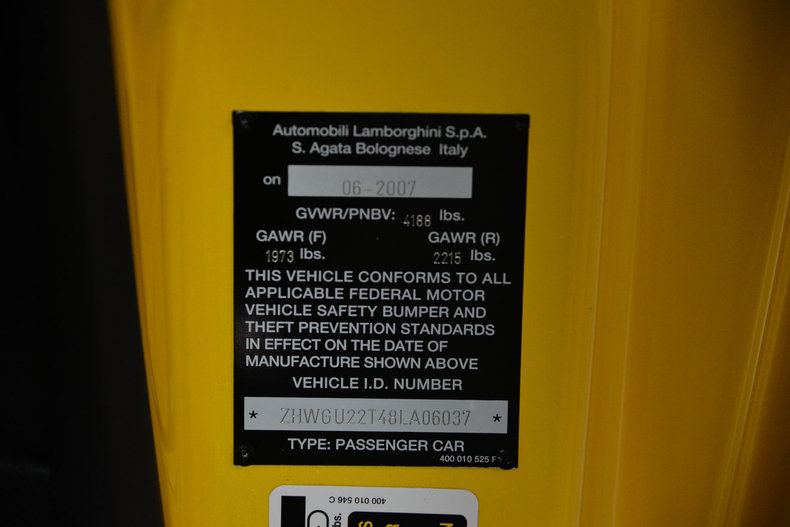 Automobili Lamborghini S.p.A.
S. Agata Bolognese Italy
on 06-2007
GVWR/PNBV: 4188 lbs.
GAWR (F) GAWR (R)
1973 lbs. 2215 lbs.
THIS VEHICLE CONFORMS TO ALL
APPLICABLE FEDERAL MOTOR
VEHICLE SAFETY BUMPER AND
THEFT PREVENTION STANDARDS
IN EFFECT ON THE DATE OF
MANUFACTURE SHOWN ABOVE
VEHICLE I.D. NUMBER
* ZHWGU22T48LA06037 *
TYPE: PASSENGER CAR
400 010 525 F
400 010 546 C
lbs.